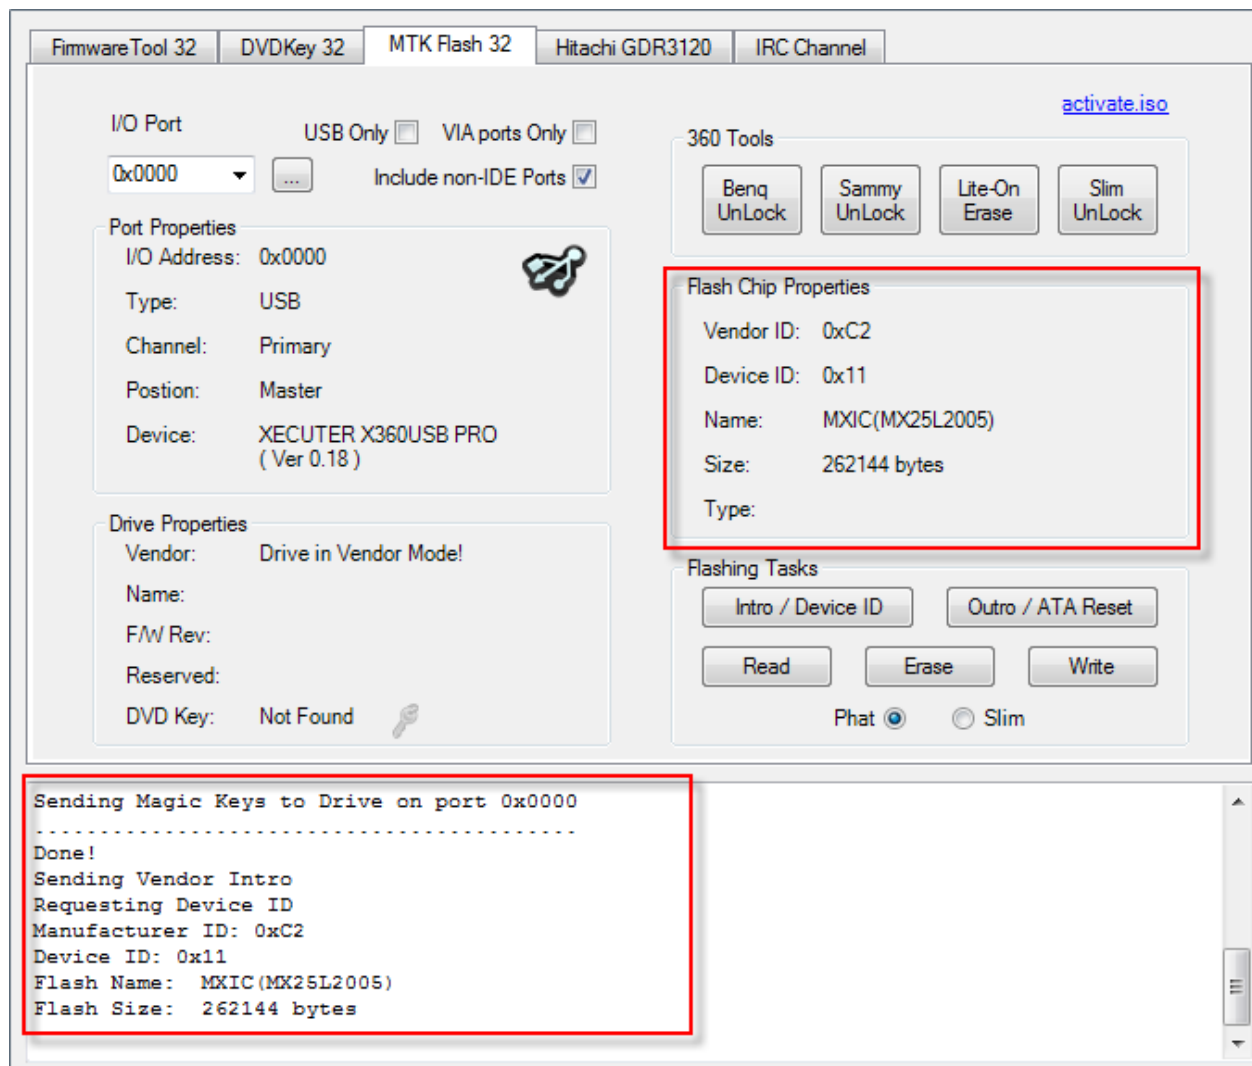 FirmwareTool 32
DVDKey 32
MTK Flash 32
Hitachi GDR3120
IRC Channel
activate.iso
I/O Port
USB Only
VIA ports Only
0x0000
...
Include non-IDE Ports
Port Properties
I/O Address: 0x0000
Type: USB
Channel: Primary
Postion: Master
Device: XECUTER X360USB PRO
( Ver 0.18 )
Drive Properties
Vendor: Drive in Vendor Mode!
Name:
F/W Rev:
Reserved:
DVD Key: Not Found
360 Tools
Benq
UnLock
Sammy
UnLock
Lite-On
Erase
Slim
UnLock
Flash Chip Properties
Vendor ID: 0xC2
Device ID: 0x11
Name: MXIC(MX25L2005)
Size: 262144 bytes
Type:
Flashing Tasks
Intro / Device ID
Outro / ATA Reset
Read
Erase
Write
Phat
Slim
Sending Magic Keys to Drive on port 0x0000
..........................................
Done!
Sending Vendor Intro
Requesting Device ID
Manufacturer ID: 0xC2
Device ID: 0x11
Flash Name:  MXIC(MX25L2005)
Flash Size:  262144 bytes